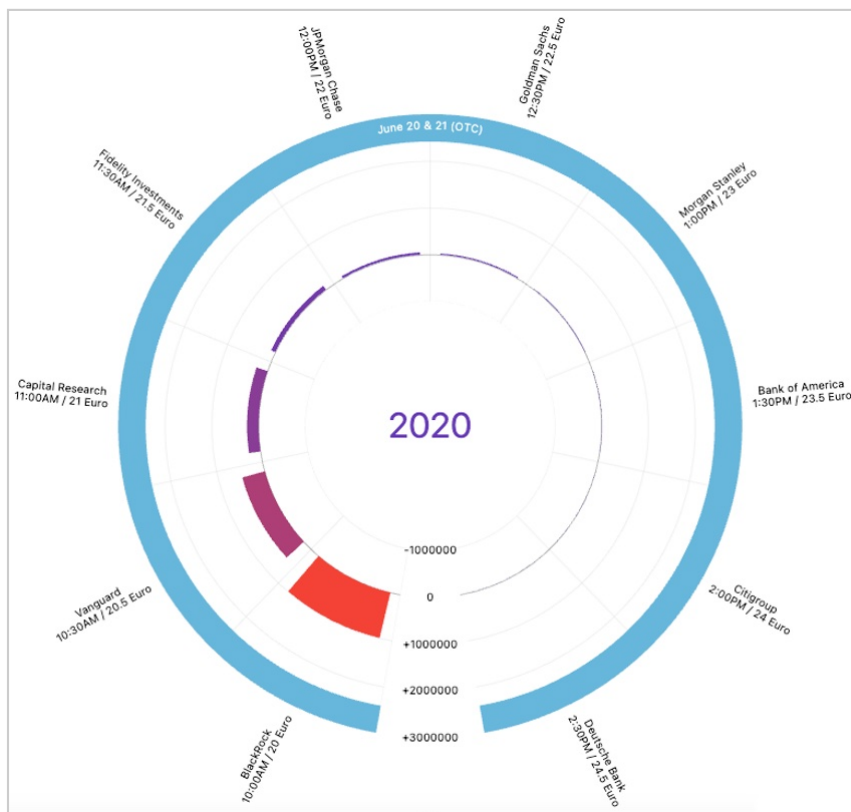 June 20 & 21 (OTC)
JPMorgan Chase
12:00PM / 22 Euro
Goldman Sachs
12:30PM / 22.5 Euro
Fidelity Investments
11:30AM / 21.5 Euro
Morgan Stanley
1:00PM / 23 Euro
Capital Research
11:00AM / 21 Euro
Bank of America
1:30PM / 23.5 Euro
2020
-1000000
0
+1000000
+2000000
+3000000
Vanguard
10:30AM / 20.5 Euro
Citigroup
2:00PM / 24 Euro
BlackRock
10:00AM / 20 Euro
Deutsche Bank
2:30PM / 24.5 Euro